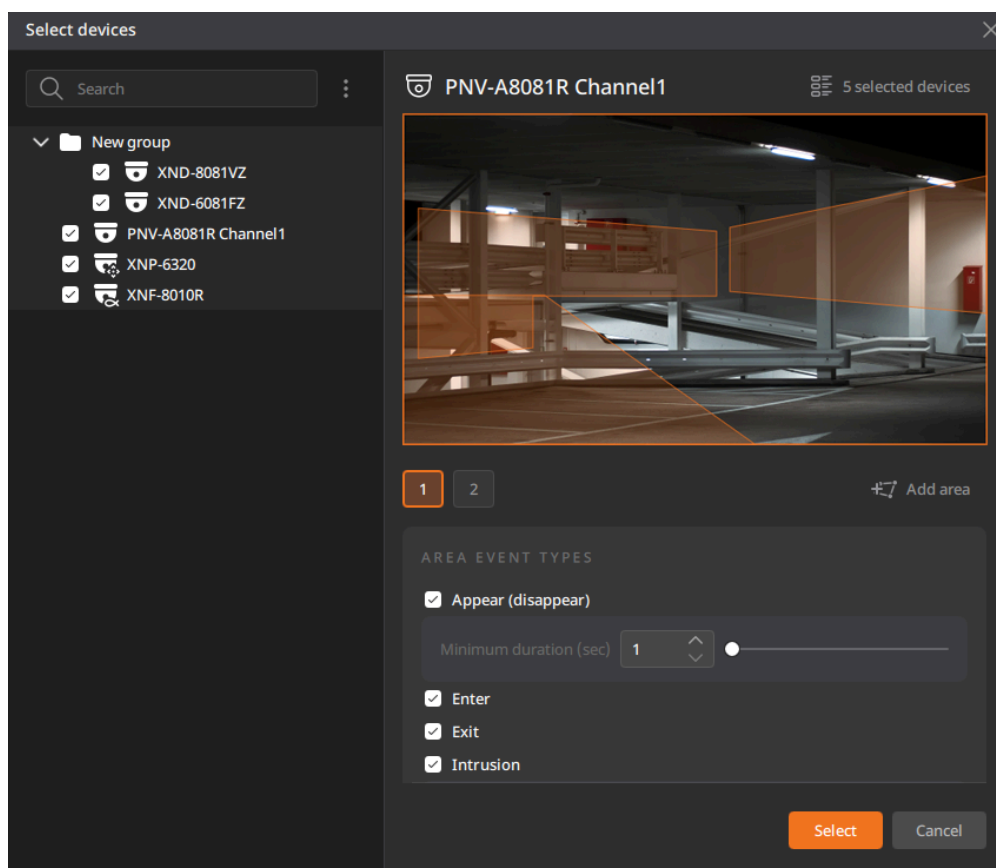 Select devices
Search
New group
XND-8081VZ
XND-6081FZ
PNV-A8081R Channel1
XNP-6320
XNF-8010R
PNV-A8081R Channel1
5 selected devices
1
2
Add area
AREA EVENT TYPES
Appear (disappear)
Minimum duration (sec)
1
Enter
Exit
Intrusion
Select
Cancel